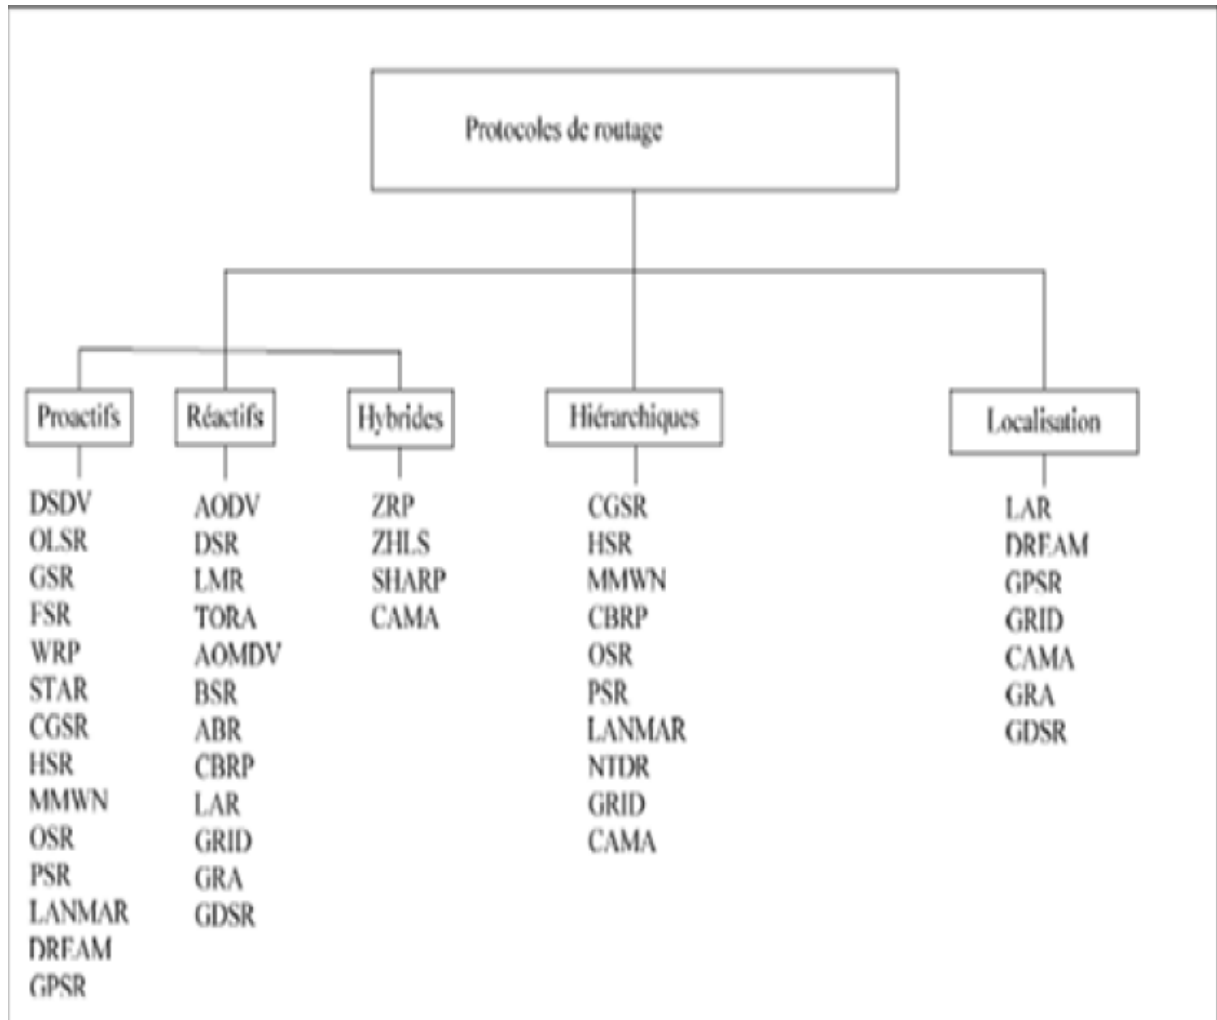 Protocoles de routage
Proactifs
DSDV
OLSR
GSR
FSR
WRP
STAR
CGSR
HSR
MMWN
OSR
PSR
LANMAR
DREAM
GPSR
Réactifs
AODV
DSR
LMR
TORA
AOMDV
BSR
ABR
CBRP
LAR
GRID
GRA
GDSR
Hybrides
ZRP
ZHLS
SHARP
CAMA
Hiérarchiques
CGSR
HSR
MMWN
CBRP
OSR
PSR
LANMAR
NTDR
GRID
CAMA
Localisation
LAR
DREAM
GPSR
GRID
CAMA
GRA
GDSR